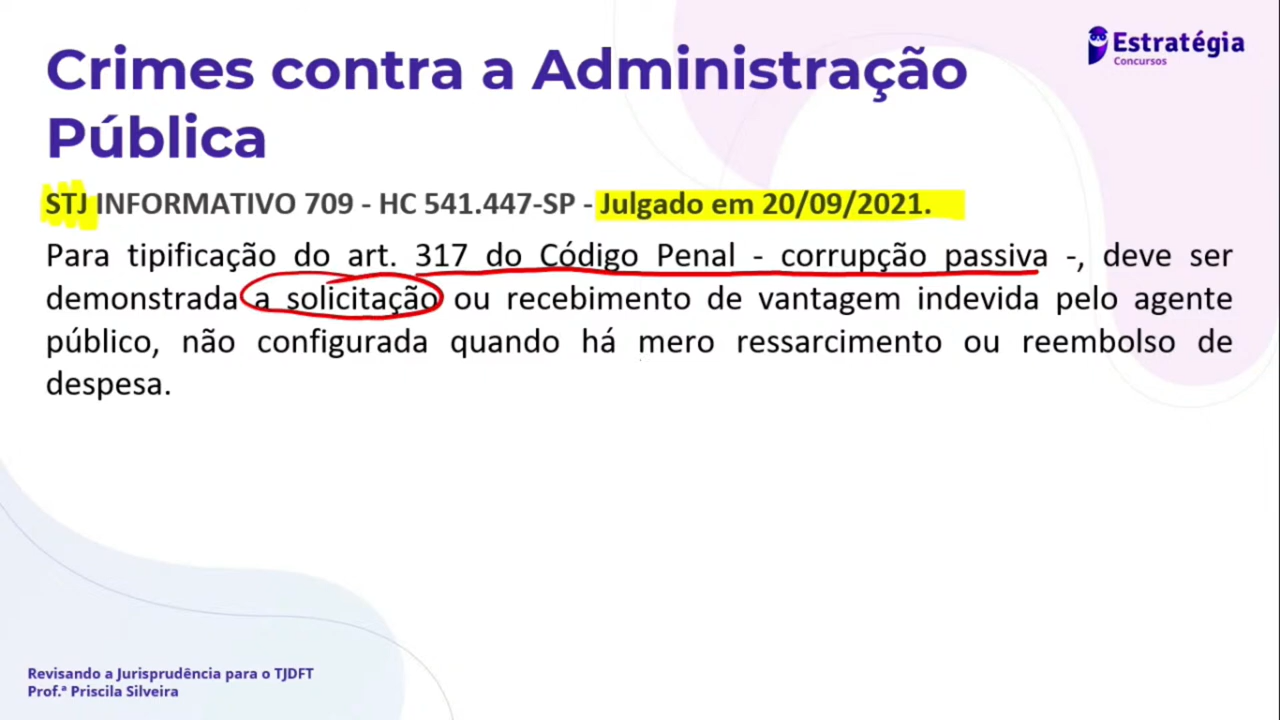 Crimes contra a Administração
Pública
Estratégia
Concursos
STJ INFORMATIVO 709 - HC 541.447-SP - Julgado em 20/09/2021.
Para tipificação do art. 317 do Código Penal - corrupção passiva -, deve ser
demonstrada a solicitação ou recebimento de vantagem indevida pelo agente
público, não configurada quando há mero ressarcimento ou reembolso de
despesa.
Revisando a Jurisprudência para o TJDFT
Prof.ª Priscila Silveira